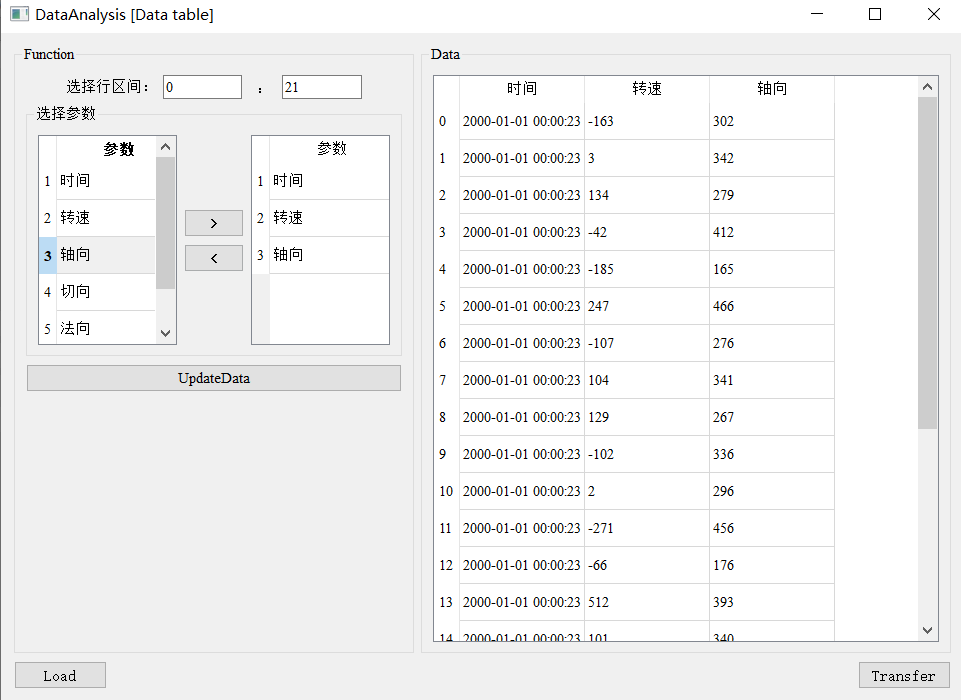 DataAnalysis [Data table]
Function
选择行区间： 0 ： 21
选择参数
参数
1 时间
2 转速
3 轴向
4 切向
5 法向
>
<
参数
1 时间
2 转速
3 轴向
UpdateData
Data
时间 转速 轴向
0 2000-01-01 00:00:23 -163 302
1 2000-01-01 00:00:23 3 342
2 2000-01-01 00:00:23 134 279
3 2000-01-01 00:00:23 -42 412
4 2000-01-01 00:00:23 -185 165
5 2000-01-01 00:00:23 247 466
6 2000-01-01 00:00:23 -107 276
7 2000-01-01 00:00:23 104 341
8 2000-01-01 00:00:23 129 267
9 2000-01-01 00:00:23 -102 336
10 2000-01-01 00:00:23 2 296
11 2000-01-01 00:00:23 -271 456
12 2000-01-01 00:00:23 -66 176
13 2000-01-01 00:00:23 512 393
14 2000-01-01 00:00:23 101 340
Load
Transfer